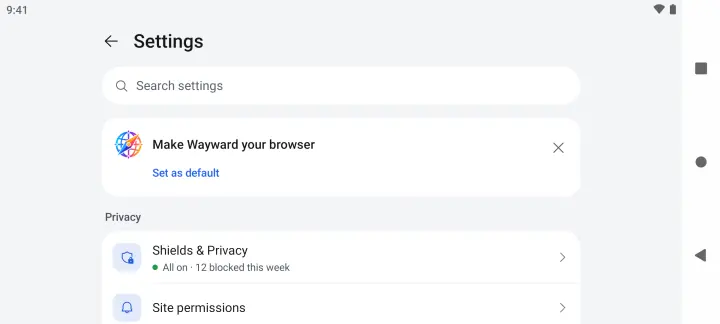 9:41
Settings
Search settings
Make Wayward your browser
Set as default
Privacy
Shields & Privacy
All on · 12 blocked this week
Site permissions